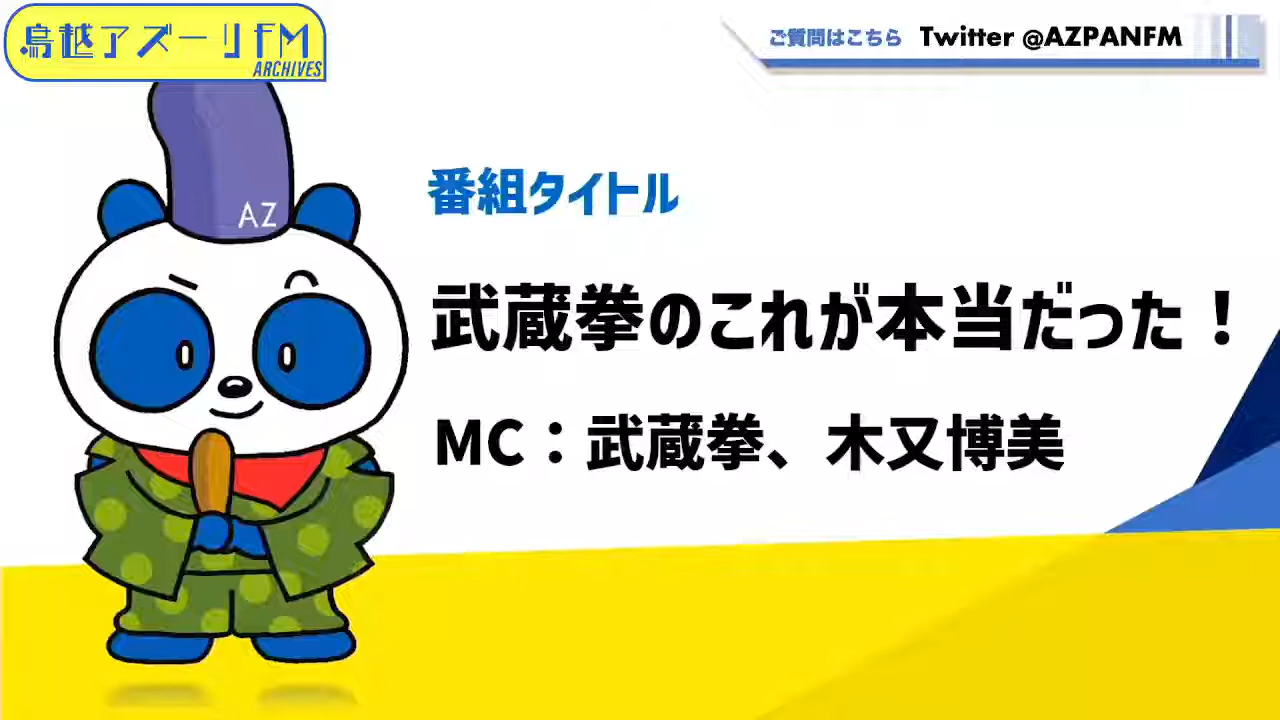 鳥越アズーリFM
ARCHIVES
ご質問はこちら Twitter @AZPANFM
AZ
番組タイトル
武蔵拳のこれが本当だった！
MC：武蔵拳、木又博美